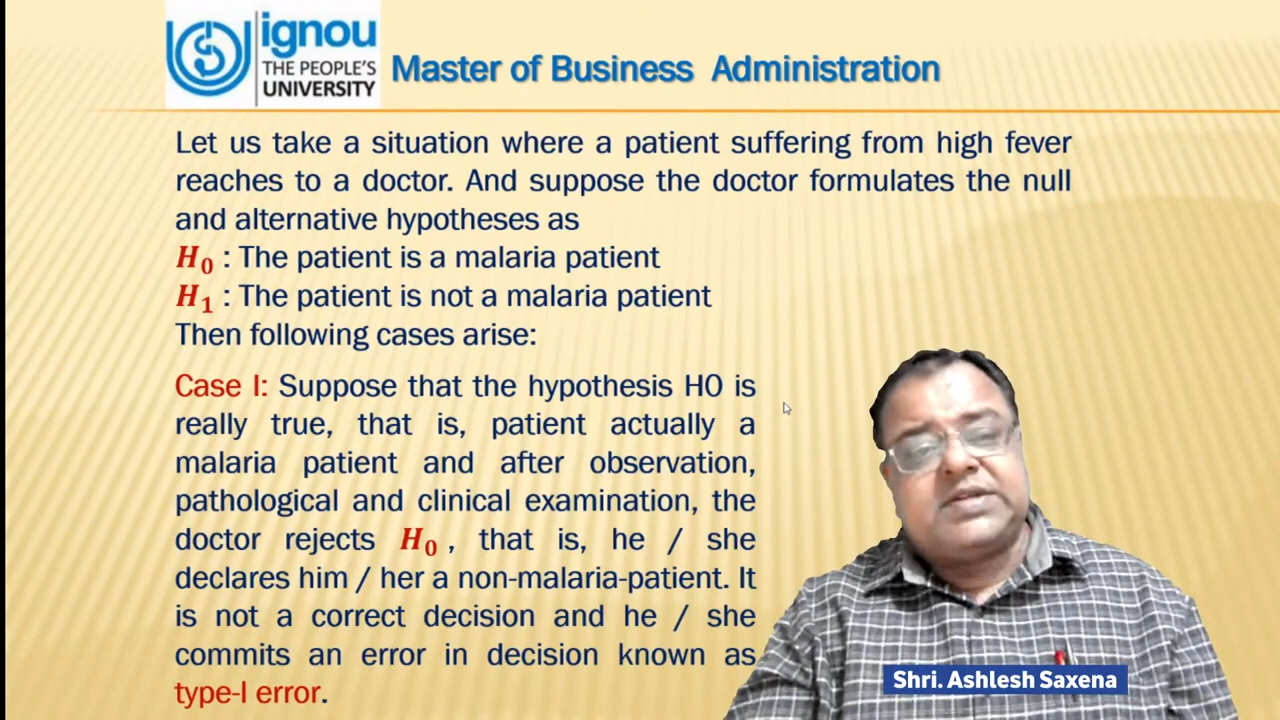 ignou
THE PEOPLE'S
UNIVERSITY
Master of Business Administration
Let us take a situation where a patient suffering from high fever
reaches to a doctor. And suppose the doctor formulates the null
and alternative hypotheses as
H₀ : The patient is a malaria patient
H₁ : The patient is not a malaria patient
Then following cases arise:
Case I: Suppose that the hypothesis H0 is
really true, that is, patient actually a
malaria patient and after observation,
pathological and clinical examination, the
doctor rejects H₀ , that is, he / she
declares him / her a non-malaria-patient. It
is not a correct decision and he / she
commits an error in decision known as
type-I error.
Shri. Ashlesh Saxena